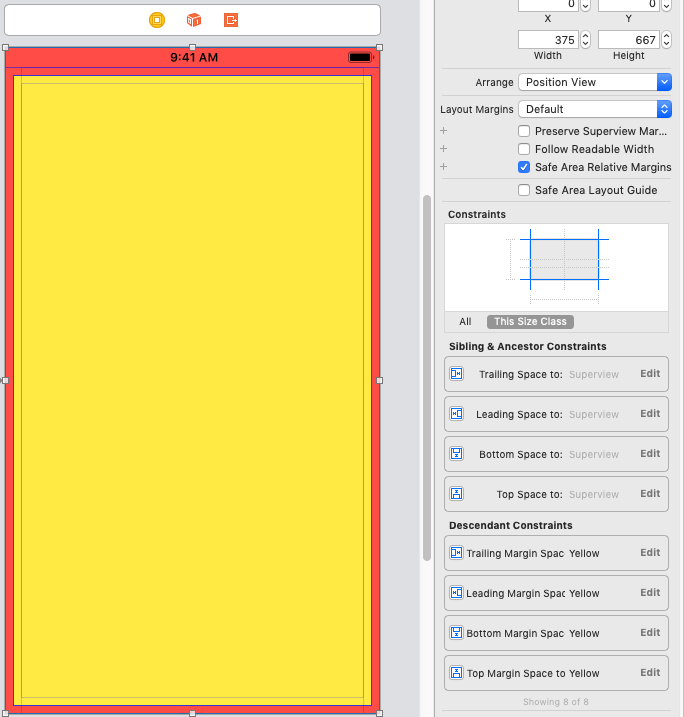 9:41 AM
0
0
X
Y
375
667
Width
Height
Arrange
Position View
Layout Margins
Default
Preserve Superview Mar...
Follow Readable Width
Safe Area Relative Margins
Safe Area Layout Guide
Constraints
All
This Size Class
Sibling & Ancestor Constraints
Trailing Space to: Superview Edit
Leading Space to: Superview Edit
Bottom Space to: Superview Edit
Top Space to: Superview Edit
Descendant Constraints
Trailing Margin Spac Yellow Edit
Leading Margin Spac Yellow Edit
Bottom Margin Spac Yellow Edit
Top Margin Space to Yellow Edit
Showing 8 of 8